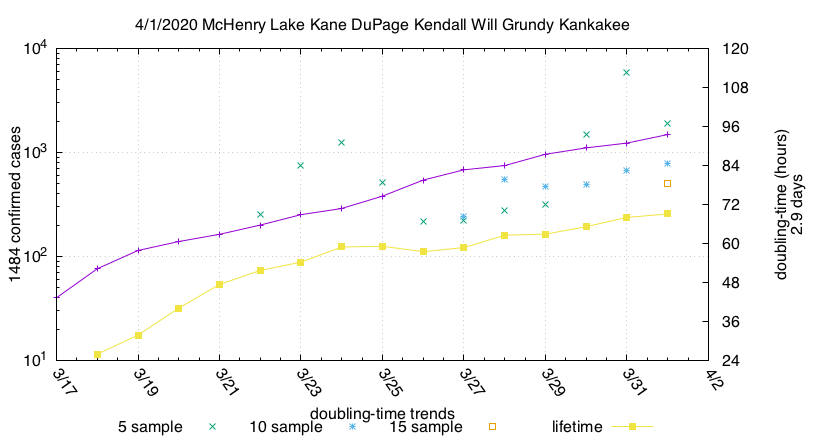 4/1/2020 McHenry Lake Kane DuPage Kendall Will Grundy Kankakee
10^4
10^3
10^2
10^1
1484 confirmed cases
120
108
96
84
72
60
48
36
24
doubling-time (hours)
2.9 days
3/17
3/19
3/21
3/23
3/25
3/27
3/29
3/31
4/2
doubling-time trends
5 sample
10 sample
15 sample
lifetime